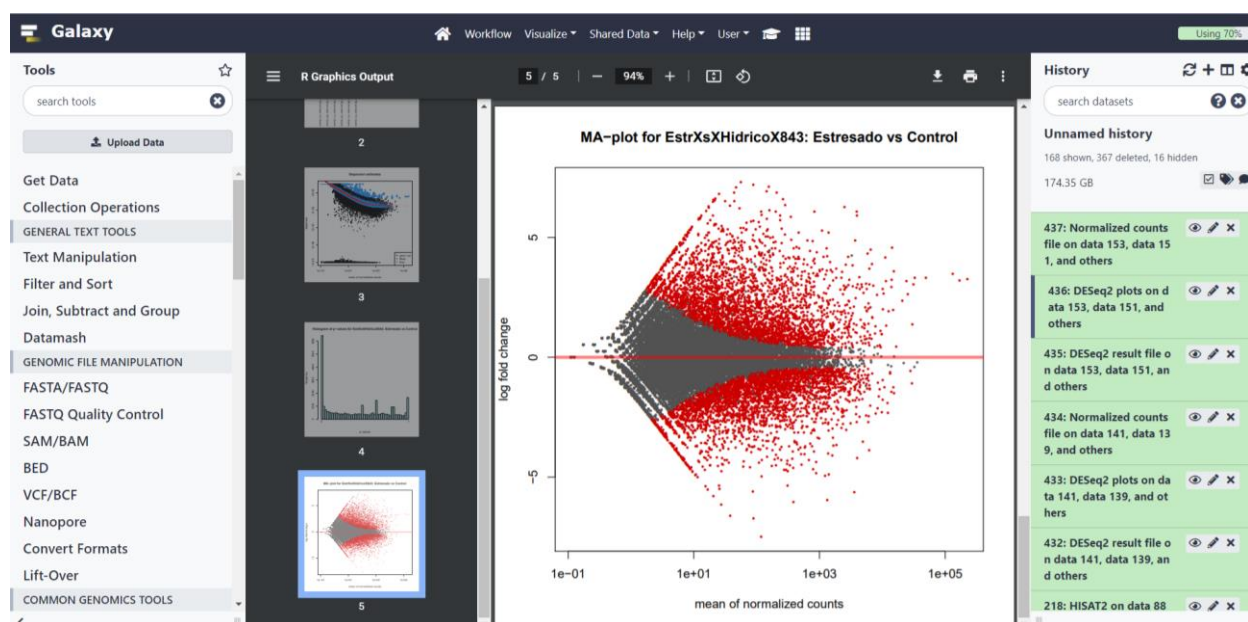 Galaxy
Workflow Visualize Shared Data Help User
Using 70%
Tools
search tools
Upload Data
Get Data
Collection Operations
GENERAL TEXT TOOLS
Text Manipulation
Filter and Sort
Join, Subtract and Group
Datamash
GENOMIC FILE MANIPULATION
FASTA/FASTQ
FASTQ Quality Control
SAM/BAM
BED
VCF/BCF
Nanopore
Convert Formats
Lift-Over
COMMON GENOMICS TOOLS
R Graphics Output
5 / 5
94%
2
3
4
5
MA-plot for EstrXsXHidricoX843: Estresado vs Control
log fold change
5
0
-5
1e-01 1e+01 1e+03 1e+05
mean of normalized counts
History
search datasets
Unnamed history
168 shown, 367 deleted, 16 hidden
174.35 GB
437: Normalized counts
file on data 153, data 15
1, and others
436: DESeq2 plots on d
ata 153, data 151, and
others
435: DESeq2 result file o
n data 153, data 151, an
d others
434: Normalized counts
file on data 141, data 13
9, and others
433: DESeq2 plots on da
ta 141, data 139, and ot
hers
432: DESeq2 result file o
n data 141, data 139, an
d others
218: HISAT2 on data 88